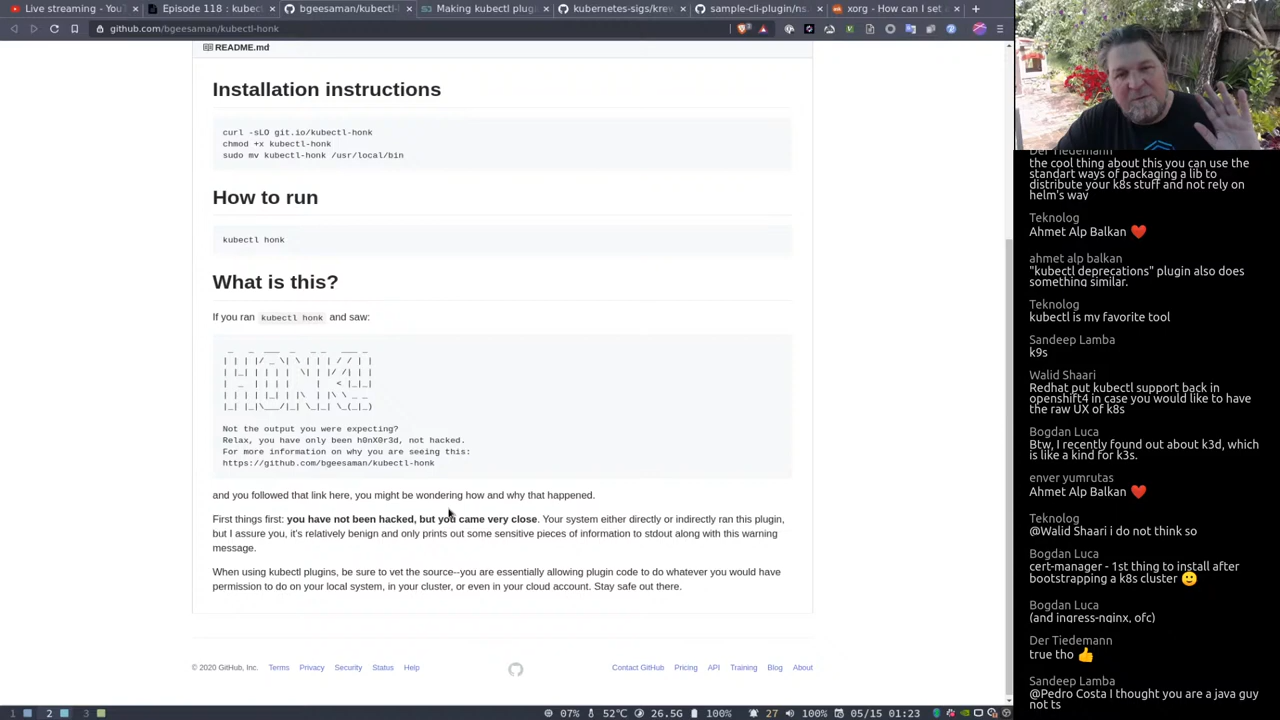 Live streaming - You
Episode 118 : kubect
bgeesaman/kubectl-
Making kubectl plugi
kubernetes-sigs/krew
sample-cli-plugin/ns.
xorg - How can I set a
github.com/bgeesaman/kubectl-honk
README.md
Installation instructions
curl -sLO git.io/kubectl-honk
chmod +x kubectl-honk
sudo mv kubectl-honk /usr/local/bin
How to run
kubectl honk
What is this?
If you ran kubectl honk and saw:
Not the output you were expecting?
Relax, you have only been h0nX0r3d, not hacked.
For more information on why you are seeing this:
https://github.com/bgeesaman/kubectl-honk
and you followed that link here, you might be wondering how and why that happened.
First things first: you have not been hacked, but you came very close. Your system either directly or indirectly ran this plugin,
but I assure you, it's relatively benign and only prints out some sensitive pieces of information to stdout along with this warning
message.
When using kubectl plugins, be sure to vet the source--you are essentially allowing plugin code to do whatever you would have
permission to do on your local system, in your cluster, or even in your cloud account. Stay safe out there.
© 2020 GitHub, Inc. Terms Privacy Security Status Help
Contact GitHub Pricing API Training Blog About
1 2 3
07% 52°C 26.5G 100% 27 100% 05/15 01:23
Der Tiedemann
the cool thing about this you can use the
standart ways of packaging a lib to
distribute your k8s stuff and not rely on
helm's way
Teknolog
Ahmet Alp Balkan ❤️
ahmet alp balkan
"kubectl deprecations" plugin also does
something similar.
Teknolog
kubectl is my favorite tool
Sandeep Lamba
k9s
Walid Shaari
Redhat put kubectl support back in
openshift4 in case you would like to have
the raw UX of k8s
Bogdan Luca
Btw, I recently found out about k3d, which
is like a kind for k3s.
enver yumrutas
Ahmet Alp Balkan ❤️
Teknolog
@Walid Shaari i do not think so
Bogdan Luca
cert-manager - 1st thing to install after
bootstrapping a k8s cluster 🙂
Bogdan Luca
(and ingress-nginx, ofc)
Der Tiedemann
true tho 👍
Sandeep Lamba
@Pedro Costa I thought you are a java guy
not ts